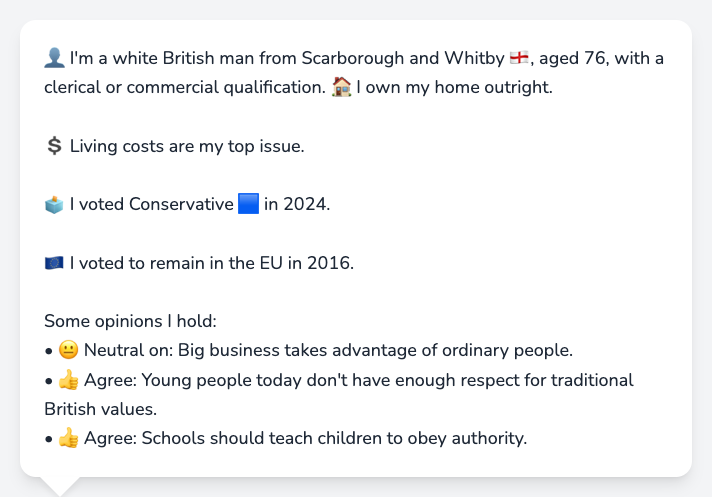 👤 I'm a white British man from Scarborough and Whitby 🏴󠁧󠁢󠁥󠁮󠁧󠁿, aged 76, with a
clerical or commercial qualification. 🏠 I own my home outright.
💲 Living costs are my top issue.
🗳️ I voted Conservative 🟦 in 2024.
🇪🇺 I voted to remain in the EU in 2016.
Some opinions I hold:
• 😐 Neutral on: Big business takes advantage of ordinary people.
• 👍 Agree: Young people today don't have enough respect for traditional
British values.
• 👍 Agree: Schools should teach children to obey authority.